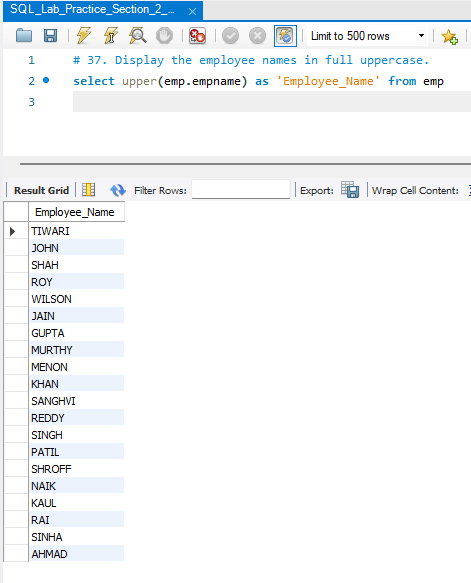 SQL_Lab_Practice_Section_2_...
Limit to 500 rows
1 # 37. Display the employee names in full uppercase.
2 select upper(emp.empname) as 'Employee_Name' from emp
3
Result Grid Filter Rows: Export: Wrap Cell Content:
Employee_Name
TIWARI
JOHN
SHAH
ROY
WILSON
JAIN
GUPTA
MURTHY
MENON
KHAN
SANGHVI
REDDY
SINGH
PATIL
SHROFF
NAIK
KAUL
RAI
SINHA
AHMAD